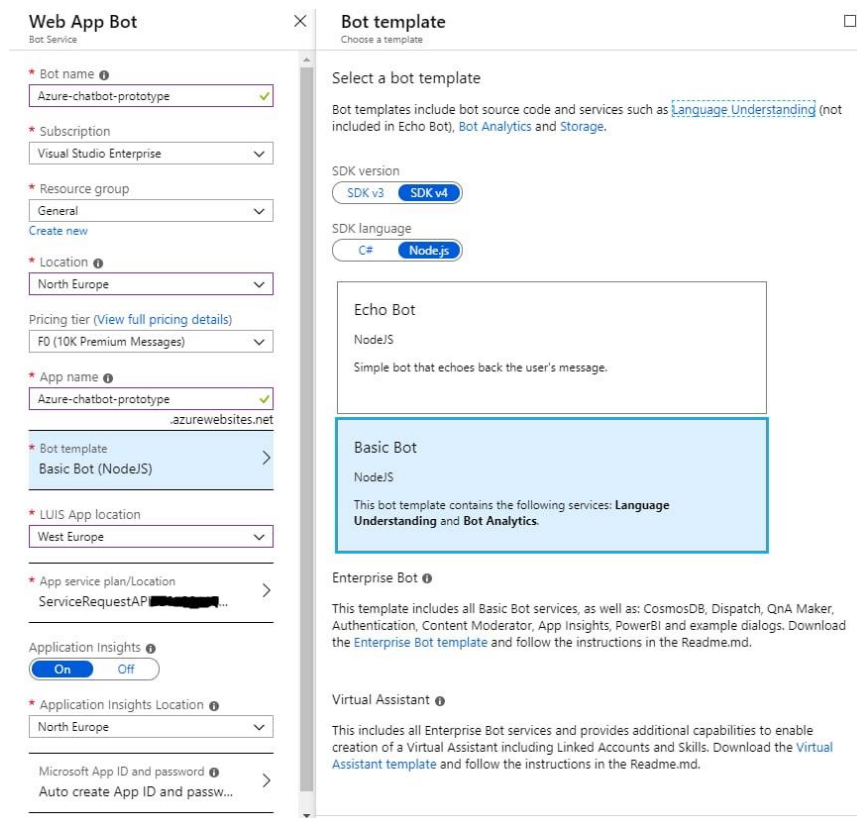 Web App Bot
Bot Service
* Bot name
Azure-chatbot-prototype
* Subscription
Visual Studio Enterprise
* Resource group
General
Create new
* Location
North Europe
Pricing tier (View full pricing details)
F0 (10K Premium Messages)
* App name
Azure-chatbot-prototype
.azurewebsites.net
* Bot template
Basic Bot (NodeJS)
* LUIS App location
West Europe
* App service plan/Location
ServiceRequestAPI...
Application Insights
On Off
* Application Insights Location
North Europe
Microsoft App ID and password
Auto create App ID and passw...
Bot template
Choose a template
Select a bot template
Bot templates include bot source code and services such as Language Understanding (not
included in Echo Bot), Bot Analytics and Storage.
SDK version
SDK v3 SDK v4
SDK language
C# Node.js
Echo Bot
NodeJS
Simple bot that echoes back the user's message.
Basic Bot
NodeJS
This bot template contains the following services: Language
Understanding and Bot Analytics.
Enterprise Bot
This template includes all Basic Bot services, as well as: CosmosDB, Dispatch, QnA Maker,
Authentication, Content Moderator, App Insights, PowerBI and example dialogs. Download
the Enterprise Bot template and follow the instructions in the Readme.md.
Virtual Assistant
This includes all Enterprise Bot services and provides additional capabilities to enable
creation of a Virtual Assistant including Linked Accounts and Skills. Download the Virtual
Assistant template and follow the instructions in the Readme.md.